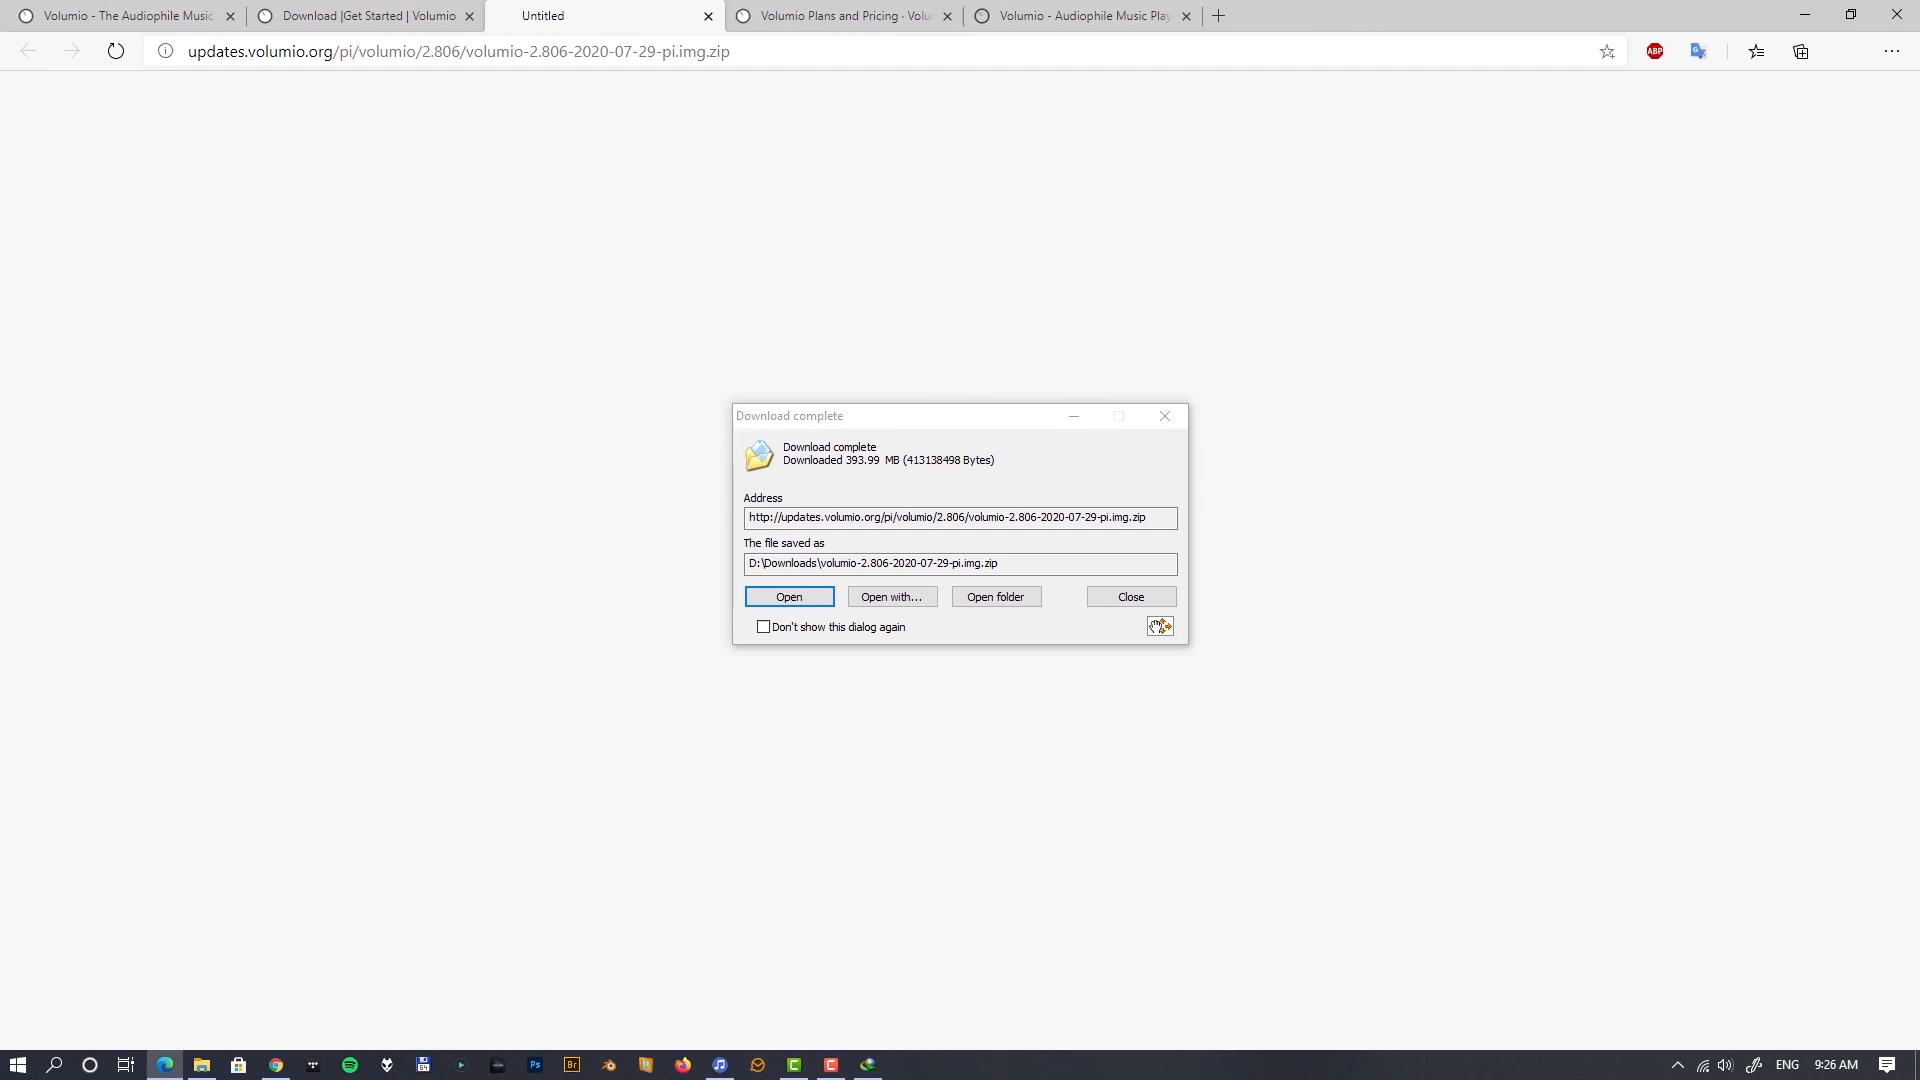 Volumio - The Audiophile Music
Download |Get Started | Volumio
Untitled
Volumio Plans and Pricing · Volu
Volumio - Audiophile Music Play
updates.volumio.org/pi/volumio/2.806/volumio-2.806-2020-07-29-pi.img.zip
ABP
Download complete
Download complete
Downloaded 393.99 MB (413138498 Bytes)
Address
http://updates.volumio.org/pi/volumio/2.806/volumio-2.806-2020-07-29-pi.img.zip
The file saved as
D:\Downloads\volumio-2.806-2020-07-29-pi.img.zip
Open
Open with...
Open folder
Close
Don't show this dialog again
64
Ps
Br
C
C
ENG
9:26 AM